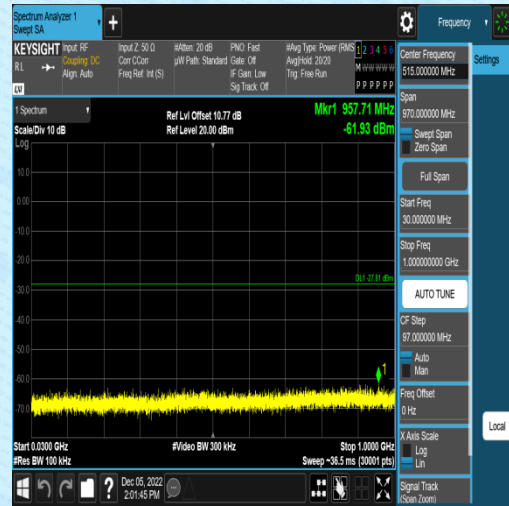 Spectrum Analyzer 1
Swept SA
+
Frequency
KEYSIGHT
RL
LXI
Input: RF
Coupling: DC
Align: Auto
Input Z: 50 Ω
Corr CCorr
Freq Ref: Int (S)
#Atten: 20 dB
µW Path: Standard
PNO: Fast
Gate: Off
IF Gain: Low
Sig Track: Off
#Avg Type: Power (RMS
Avg|Hold: 20/20
Trig: Free Run
1 2 3 4 5 6
M W W W W W
P P P P P P
Center Frequency
515.000000 MHz
Settings
Span
970.000000 MHz
Swept Span
Zero Span
Full Span
Start Freq
30.000000 MHz
Stop Freq
1.000000000 GHz
AUTO TUNE
CF Step
97.000000 MHz
Auto
Man
Freq Offset
0 Hz
X Axis Scale
Log
Lin
Signal Track
(Span Zoom)
Local
1 Spectrum
Scale/Div 10 dB
Ref Lvl Offset 10.77 dB
Ref Level 20.00 dBm
Mkr1 957.71 MHz
-61.93 dBm
Log
10.0
0.00
-10.0
-20.0
DL1 -27.81 dBm
-30.0
-40.0
-50.0
1
-60.0
-70.0
Start 0.0300 GHz
#Res BW 100 kHz
#Video BW 300 kHz
Stop 1.0000 GHz
Sweep ~36.5 ms (30001 pts)
?
Dec 05, 2022
2:01:45 PM